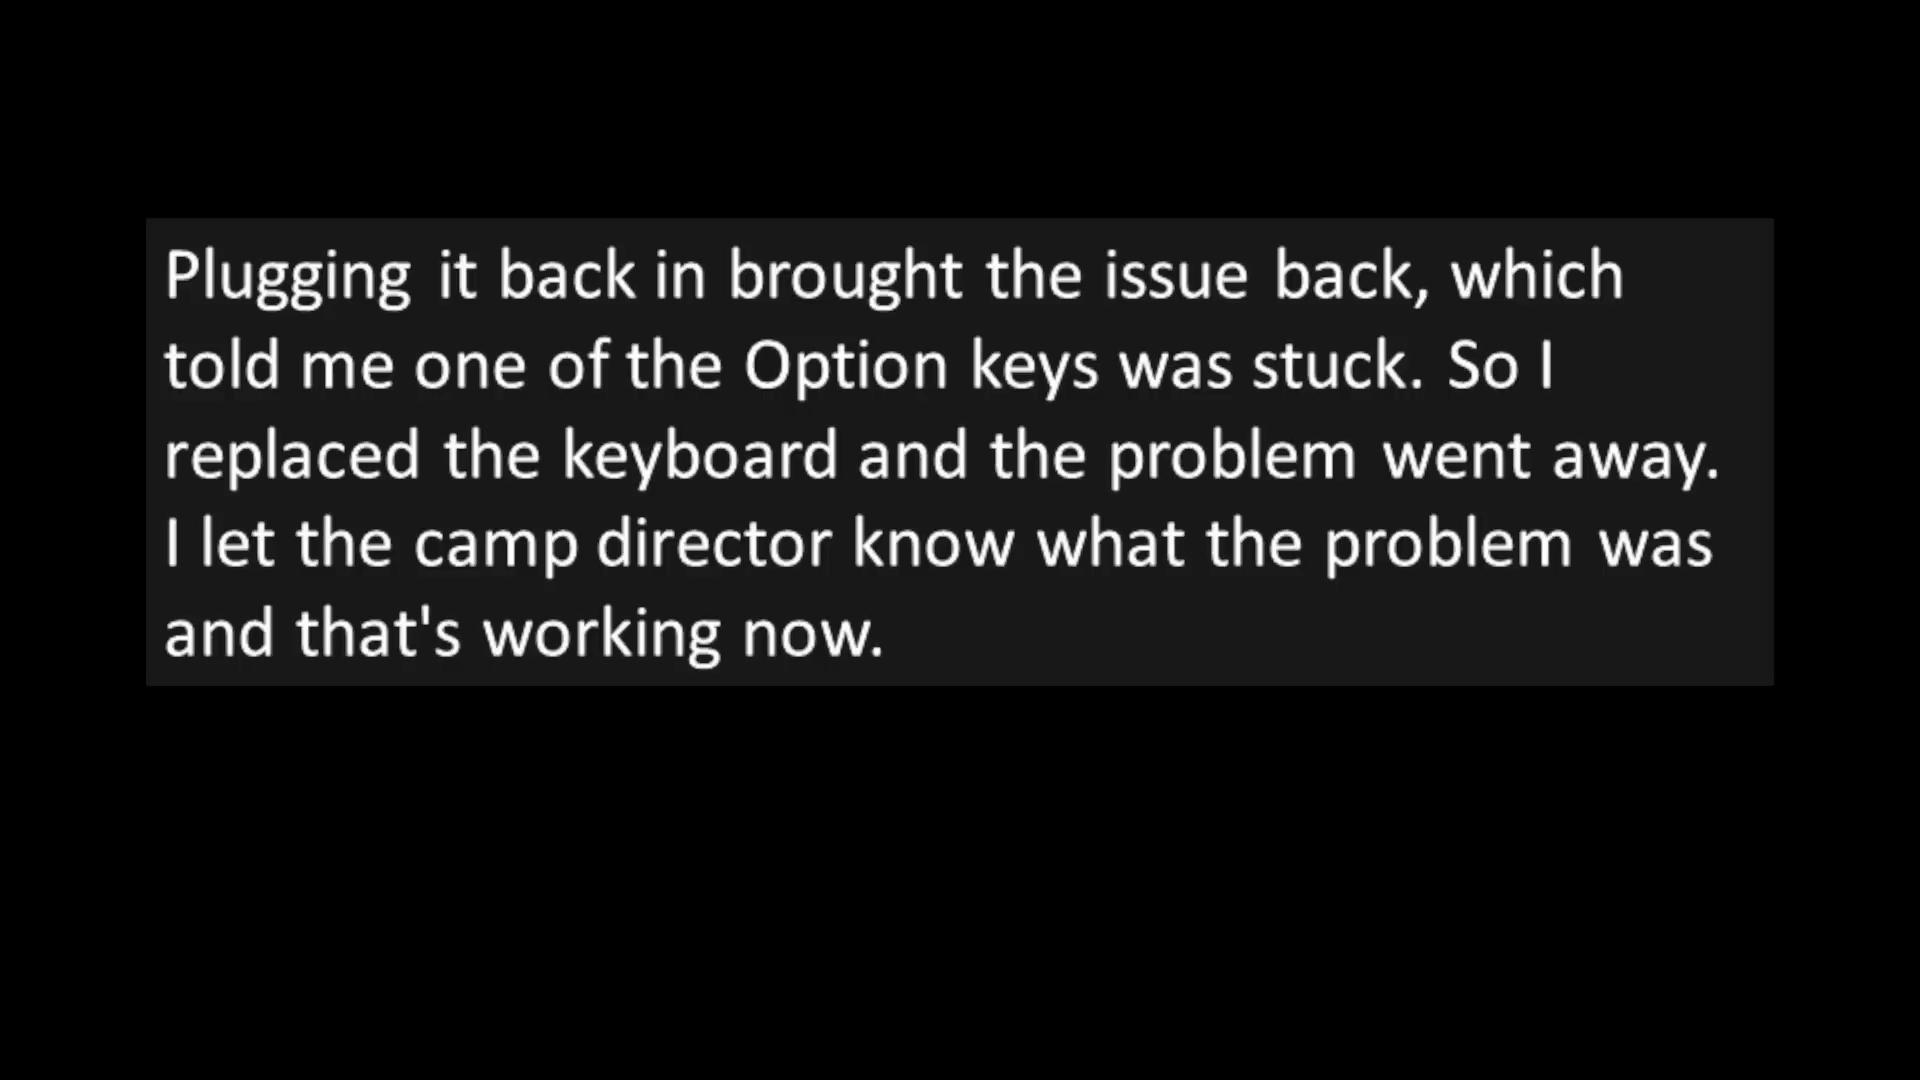 Plugging it back in brought the issue back, which
told me one of the Option keys was stuck. So I
replaced the keyboard and the problem went away.
I let the camp director know what the problem was
and that's working now.